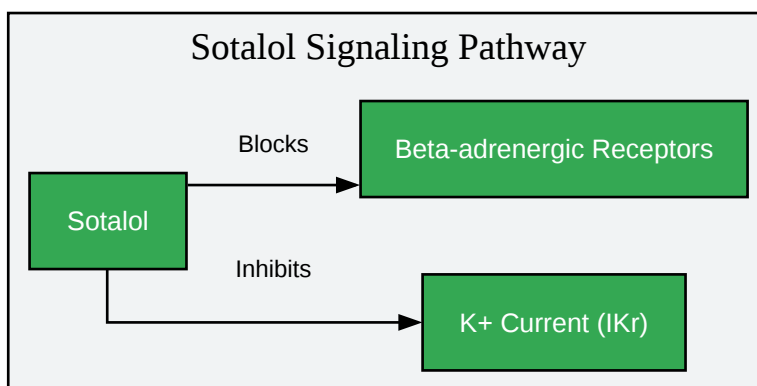 Sotalol Signaling Pathway
Blocks
Beta-adrenergic Receptors
Sotalol
Inhibits
K+ Current (IKr)